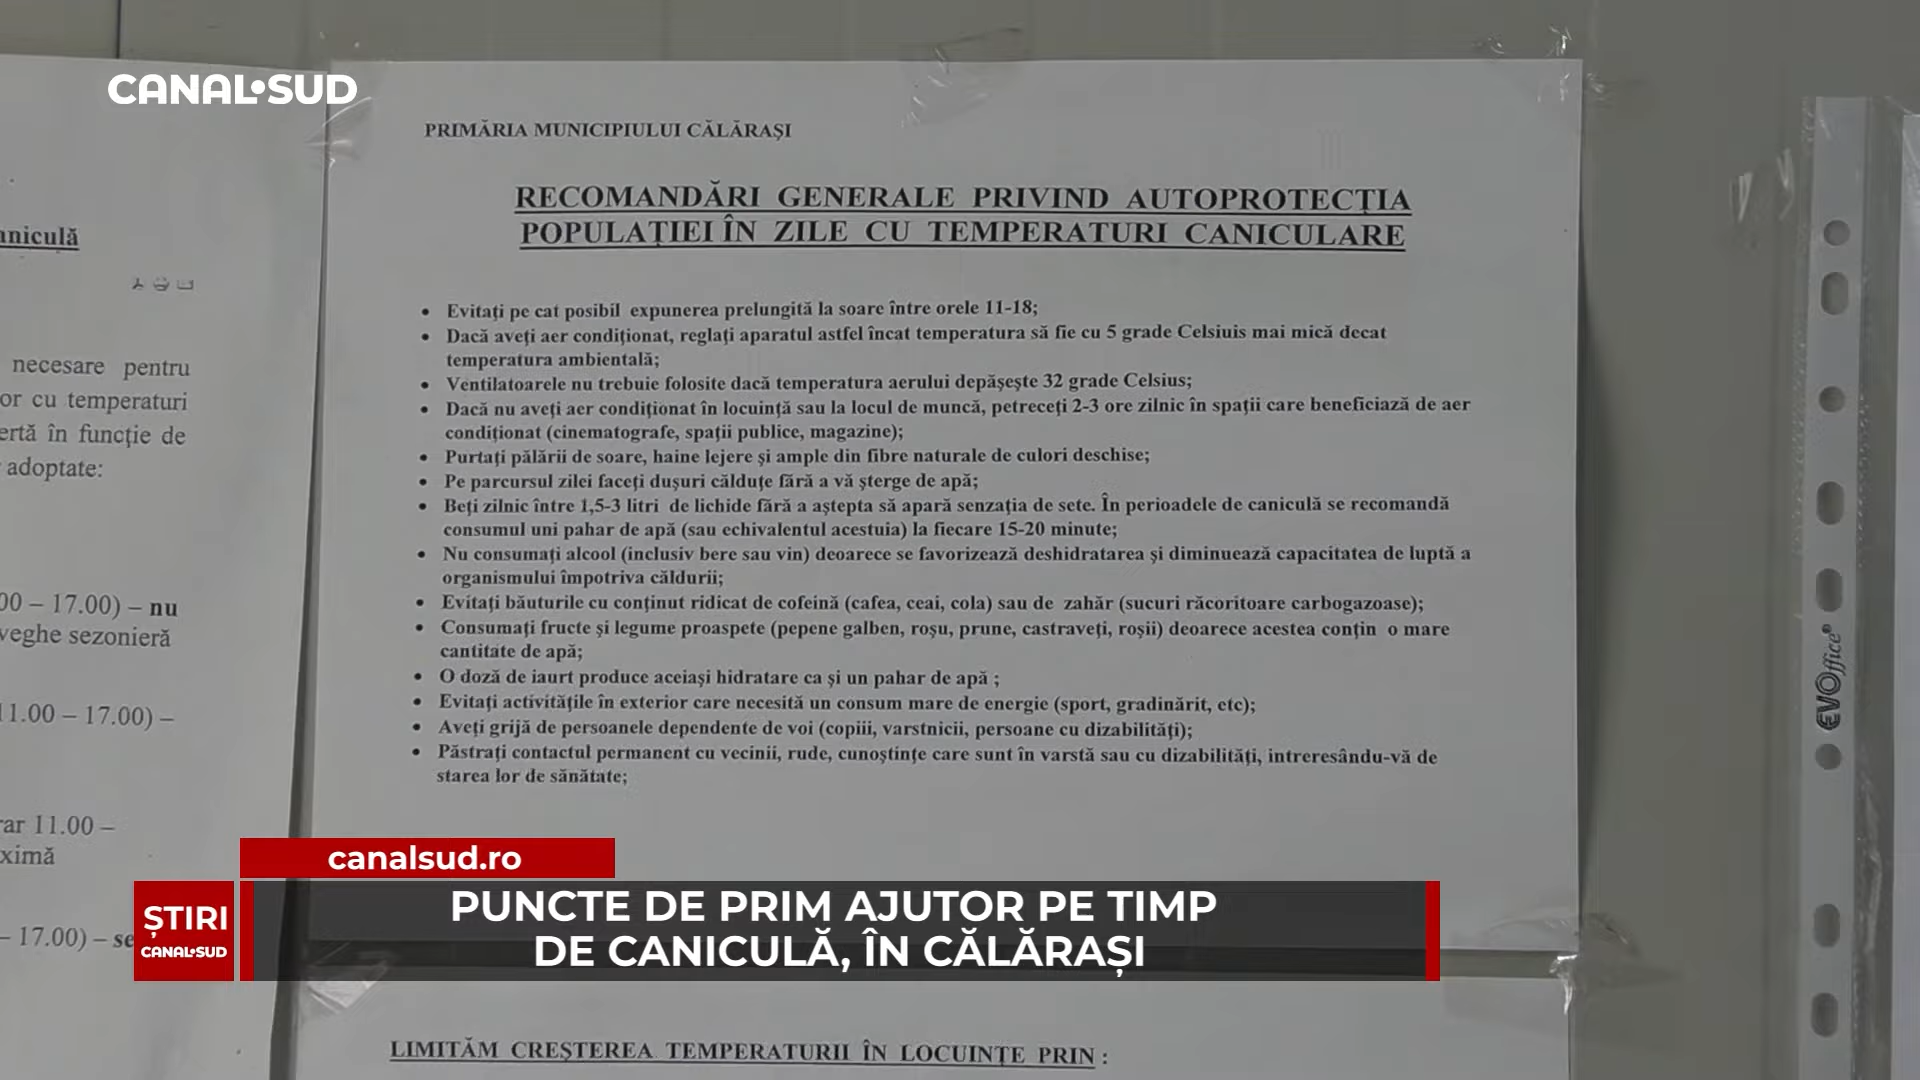 CANAL•SUD
PRIMĂRIA MUNICIPIULUI CĂLĂRAŞI
RECOMANDĂRI GENERALE PRIVIND AUTOPROTECŢIA
POPULAŢIEI ÎN ZILE CU TEMPERATURI CANICULARE
• Evitaţi pe cat posibil expunerea prelungită la soare între orele 11-18;
• Dacă aveţi aer condiţionat, reglaţi aparatul astfel încat temperatura să fie cu 5 grade Celsiuis mai mică decat
temperatura ambientală;
• Ventilatoarele nu trebuie folosite dacă temperatura aerului depăşeşte 32 grade Celsius;
• Dacă nu aveţi aer condiţionat în locuinţă sau la locul de muncă, petreceţi 2-3 ore zilnic în spaţii care beneficiază de aer
condiţionat (cinematografe, spaţii publice, magazine);
• Purtaţi pălării de soare, haine lejere şi ample din fibre naturale de culori deschise;
• Pe parcursul zilei faceţi duşuri călduţe fără a vă şterge de apă;
• Beţi zilnic între 1,5-3 litri de lichide fără a aştepta să apară senzaţia de sete. În perioadele de caniculă se recomandă
consumul uni pahar de apă (sau echivalentul acestuia) la fiecare 15-20 minute;
• Nu consumaţi alcool (inclusiv bere sau vin) deoarece se favorizează deshidratarea şi diminuează capacitatea de luptă a
organismului împotriva căldurii;
• Evitaţi băuturile cu conţinut ridicat de cofeină (cafea, ceai, cola) sau de zahăr (sucuri răcoritoare carbogazoase);
• Consumaţi fructe şi legume proaspete (pepene galben, roşu, prune, castraveţi, roşii) deoarece acestea conţin o mare
cantitate de apă;
• O doză de iaurt produce aceiaşi hidratare ca şi un pahar de apă ;
• Evitaţi activităţile în exterior care necesită un consum mare de energie (sport, gradinărit, etc);
• Aveţi grijă de persoanele dependente de voi (copiii, varstnicii, persoane cu dizabilităţi);
• Păstraţi contactul permanent cu vecinii, rude, cunoştinţe care sunt în varstă sau cu dizabilităţi, intreresându-vă de
starea lor de sănătate;
LIMITĂM CREŞTEREA TEMPERATURII ÎN LOCUINŢE PRIN :
niculă
necesare pentru
or cu temperaturi
ertă în funcţie de
adoptate:
00 – 17.00) – nu
veghe sezonieră
11.00 – 17.00) –
rar 11.00 –
ximă
– 17.00) – se
EVOoffice®
canalsud.ro
ȘTIRI
CANAL•SUD
PUNCTE DE PRIM AJUTOR PE TIMP
DE CANICULĂ, ÎN CĂLĂRAȘI